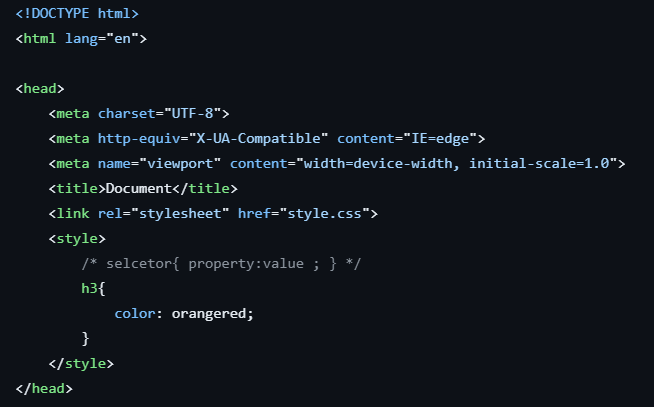 <!DOCTYPE html>
<html lang="en">
<head>
<meta charset="UTF-8">
<meta http-equiv="X-UA-Compatible" content="IE=edge">
<meta name="viewport" content="width=device-width, initial-scale=1.0">
<title>Document</title>
<link rel="stylesheet" href="style.css">
<style>
/* selcetor{ property:value ; } */
h3{
color: orangered;
}
</style>
</head>